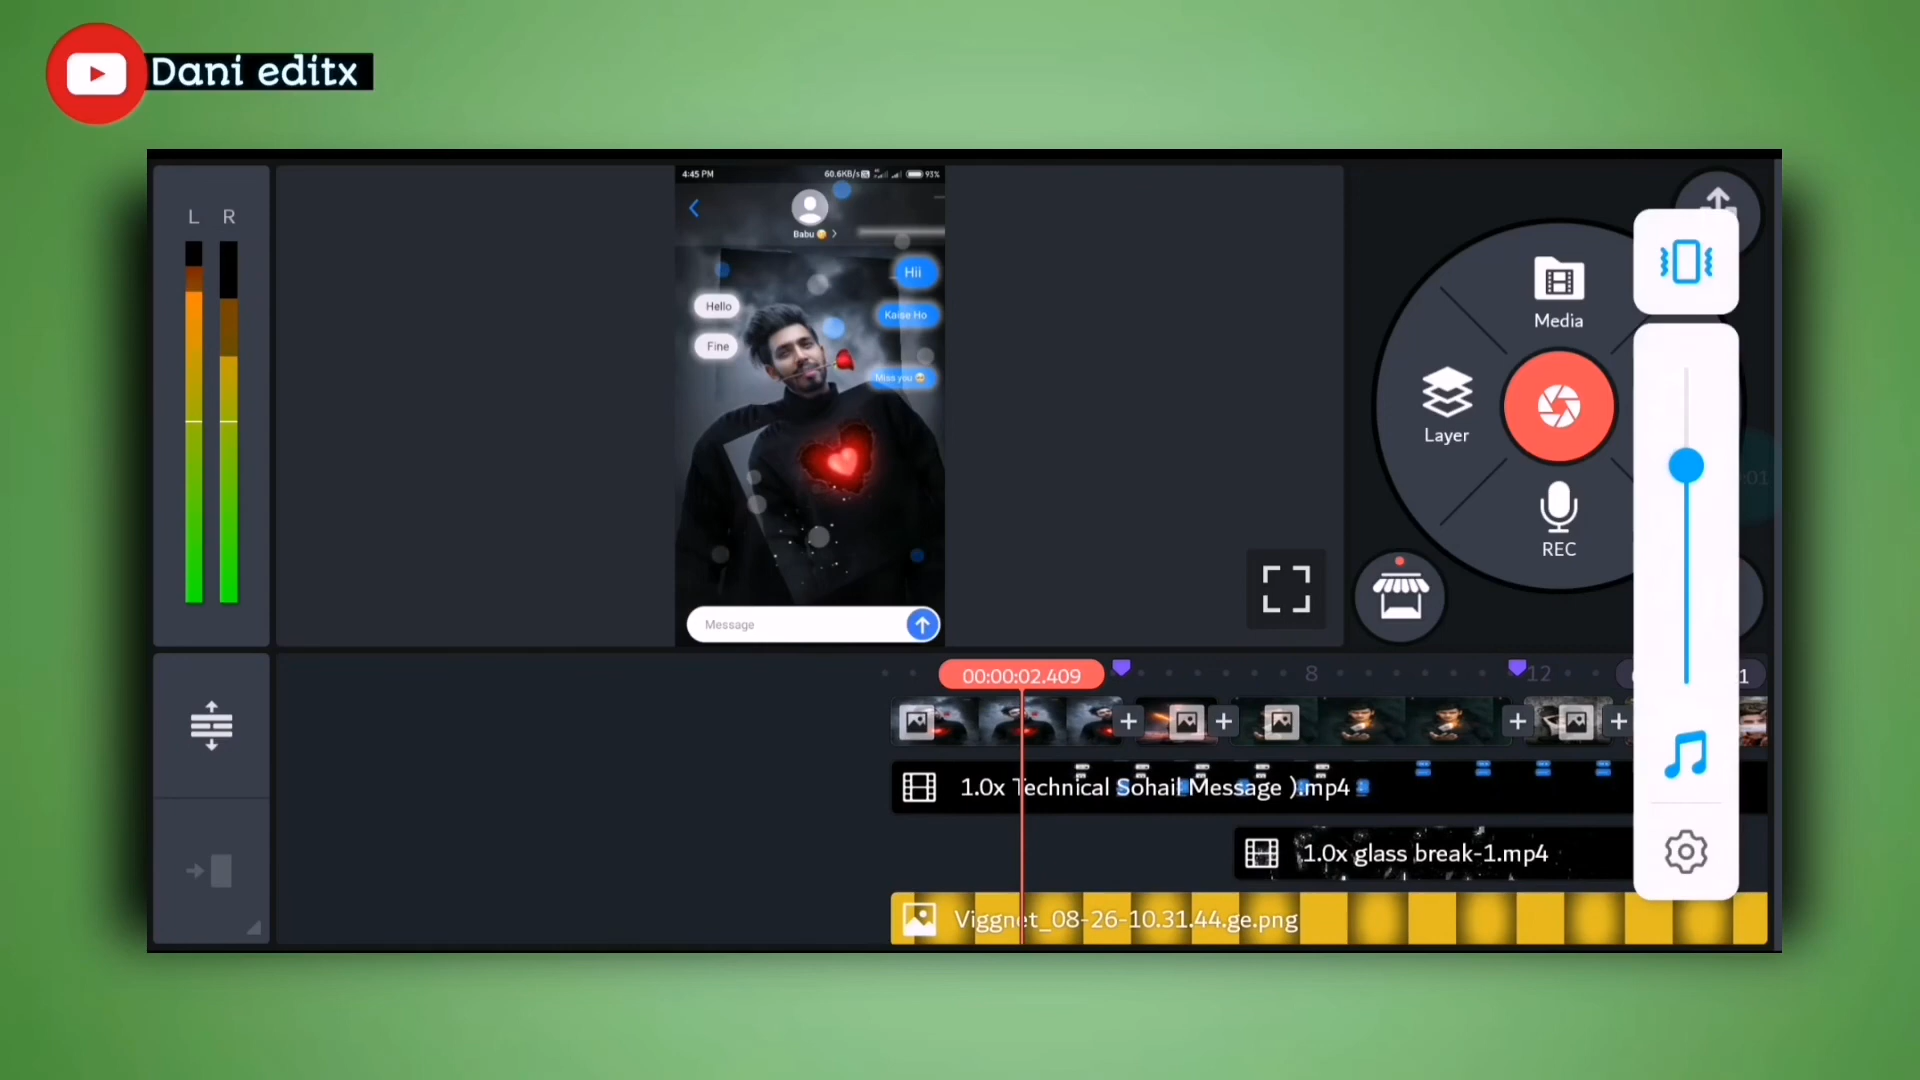 Dani editx
L R
4:45 PM
60.6KB/s
93%
Babu
Hii
Hello
Kaise Ho
Fine
Miss you
Message
Media
Layer
REC
:01
00:00:02.409
8
12
1
1.0x Technical Sohail Message ).mp4
1.0x glass break-1.mp4
Viggnet_08-26-10.31.44.ge.png